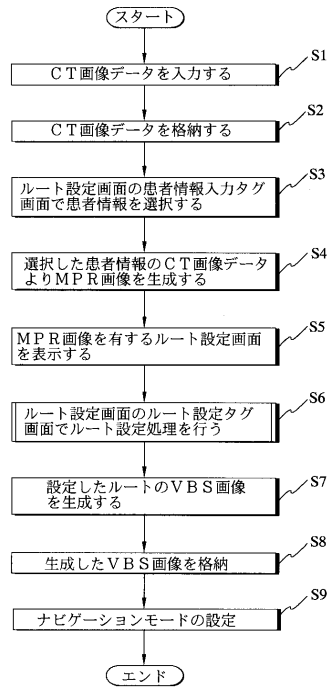 スタート
S1
CT画像データを入力する
S2
CT画像データを格納する
S3
ルート設定画面の患者情報入力タグ
画面で患者情報を選択する
S4
選択した患者情報のCT画像データ
よりMPR画像を生成する
S5
MPR画像を有するルート設定画面
を表示する
S6
ルート設定画面のルート設定タグ
画面でルート設定処理を行う
S7
設定したルートのVBS画像
を生成する
S8
生成したVBS画像を格納
S9
ナビゲーションモードの設定
エンド